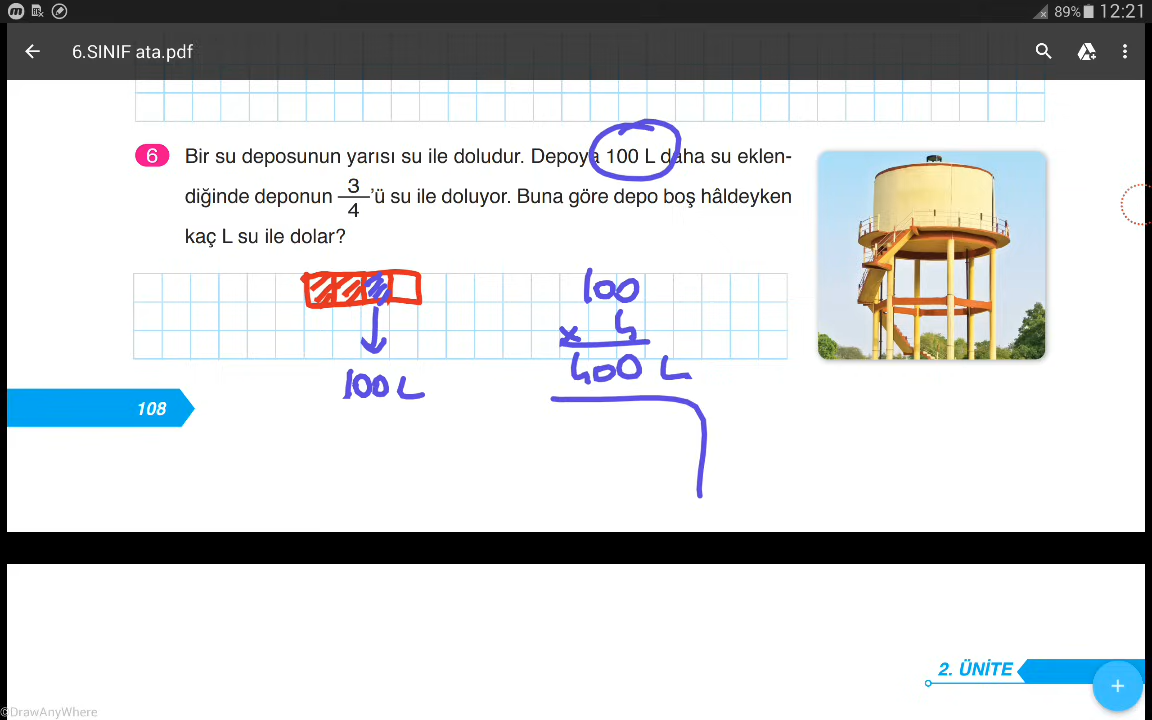 89% 12:21
6.SINIF ata.pdf
6 Bir su deposunun yarısı su ile doludur. Depoya 100 L daha su eklen-
diğinde deponun 3/4 'ü su ile doluyor. Buna göre depo boş hâldeyken
kaç L su ile dolar?
100
x 4
400 L
100 L
108
2. ÜNİTE
+
©DrawAnyWhere